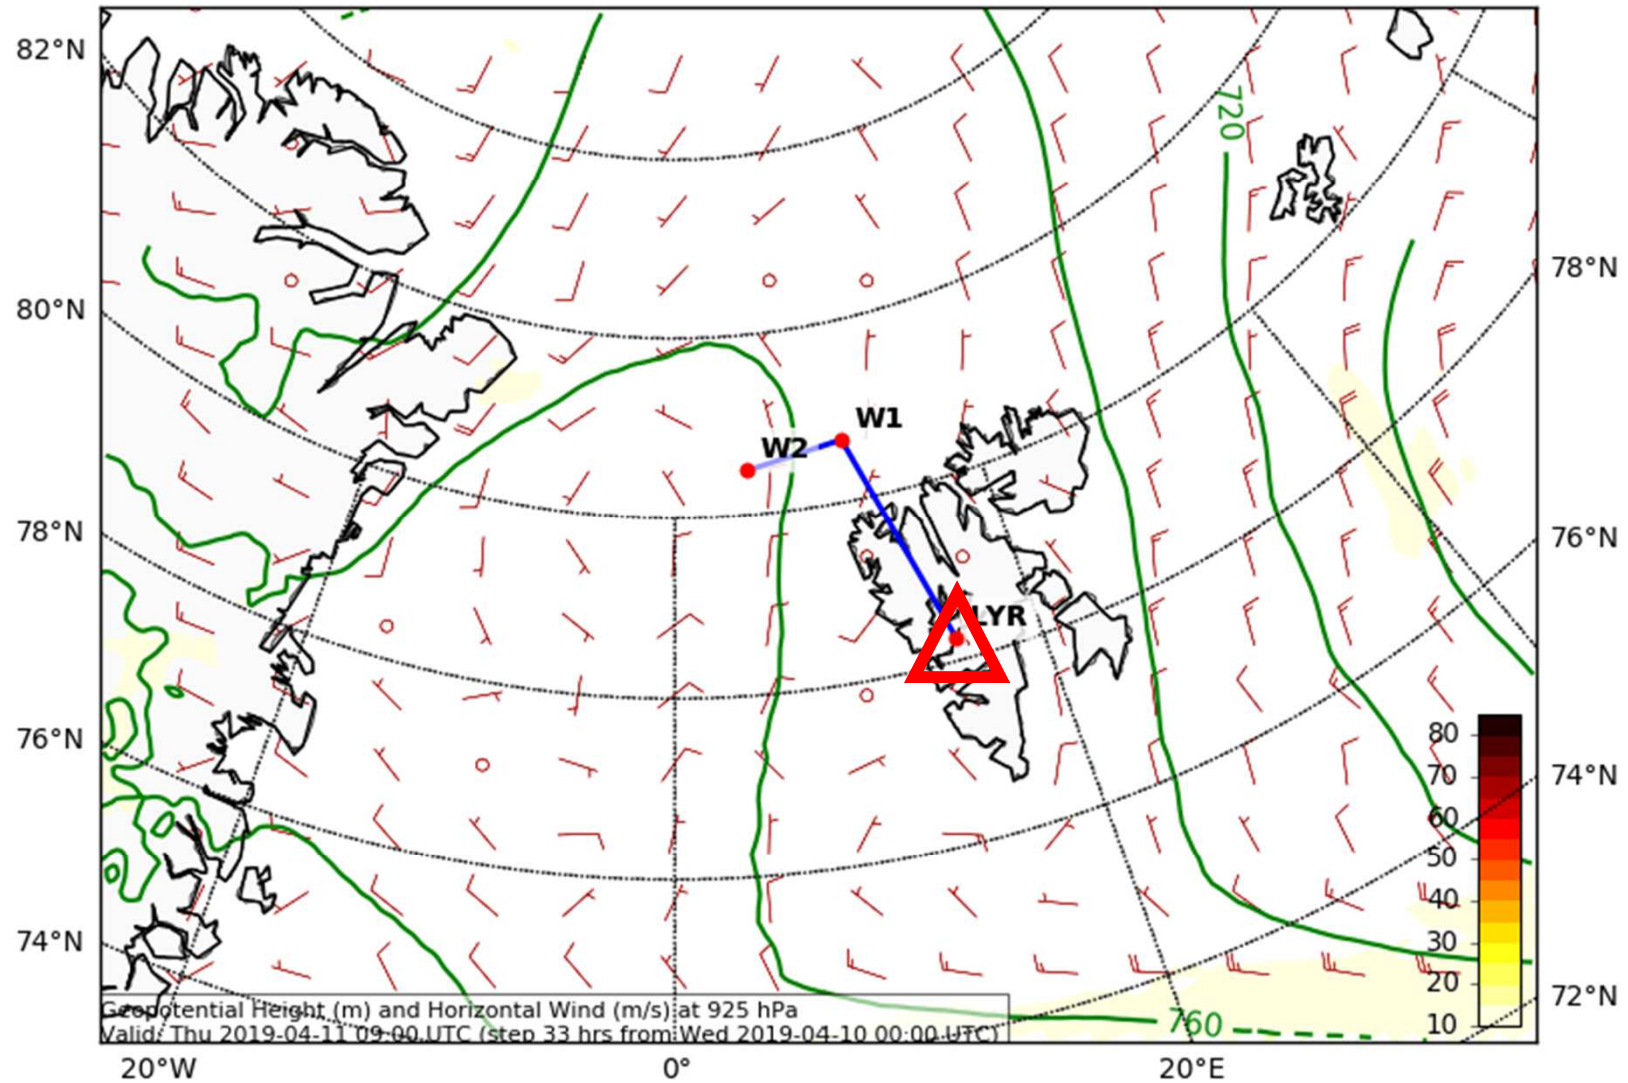 82°N
80°N
78°N
76°N
74°N
720
78°N
76°N
74°N
72°N
W1
W2
LYR
80
70
60
50
40
30
20
10
760
Geopotential Height (m) and Horizontal Wind (m/s) at 925 hPa
Valid: Thu 2019-04-11 09:00 UTC (step 33 hrs from Wed 2019-04-10 00:00 UTC)
20°W
0°
20°E